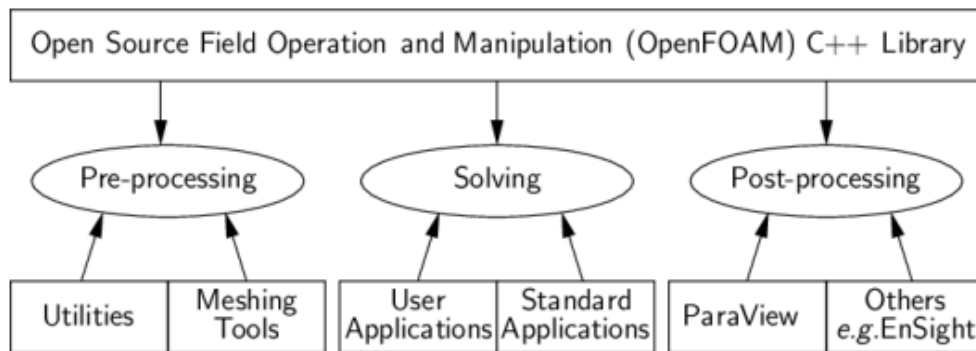 Open Source Field Operation and Manipulation (OpenFOAM) C++ Library
Pre-processing
Solving
Post-processing
Utilities
Meshing
Tools
User
Applications
Standard
Applications
ParaView
Others
e.g.EnSight